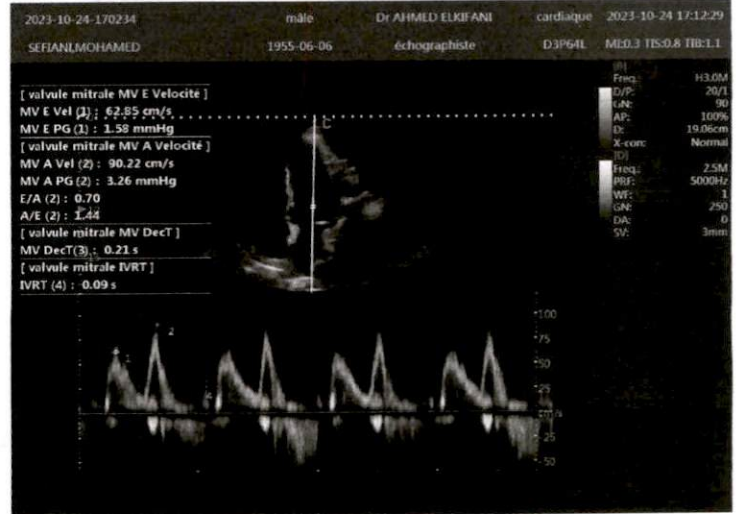 2023-10-24-170234 mâle Dr AHMED ELKIFANI cardiaque 2023-10-24 17:12:29
SEFIANI,MOHAMED 1955-06-06 échographiste D3P64L MI:0.3 TIS:0.8 TIB:1.1
[ valvule mitrale MV E Velocité ]
MV E Vel (1) : 62.85 cm/s
MV E PG (1) : 1.58 mmHg
[ valvule mitrale MV A Velocité ]
MV A Vel (2) : 90.22 cm/s
MV A PG (2) : 3.26 mmHg
E/A (2) : 0.70
A/E (2) : 1.44
[ valvule mitrale MV DecT ]
MV DecT(3) : 0.21 s
[ valvule mitrale IVRT ]
IVRT (4) : 0.09 s
[B]
Freq.: H3.0M
D/P: 20/1
GN: 90
AP: 100%
D: 19.06cm
X-con: Normal
[D]
Freq.: 2.5M
PRF: 5000Hz
WF: 1
GN: 250
DA: 0
SV: 3mm
1
2
100
75
50
25
-25
-50